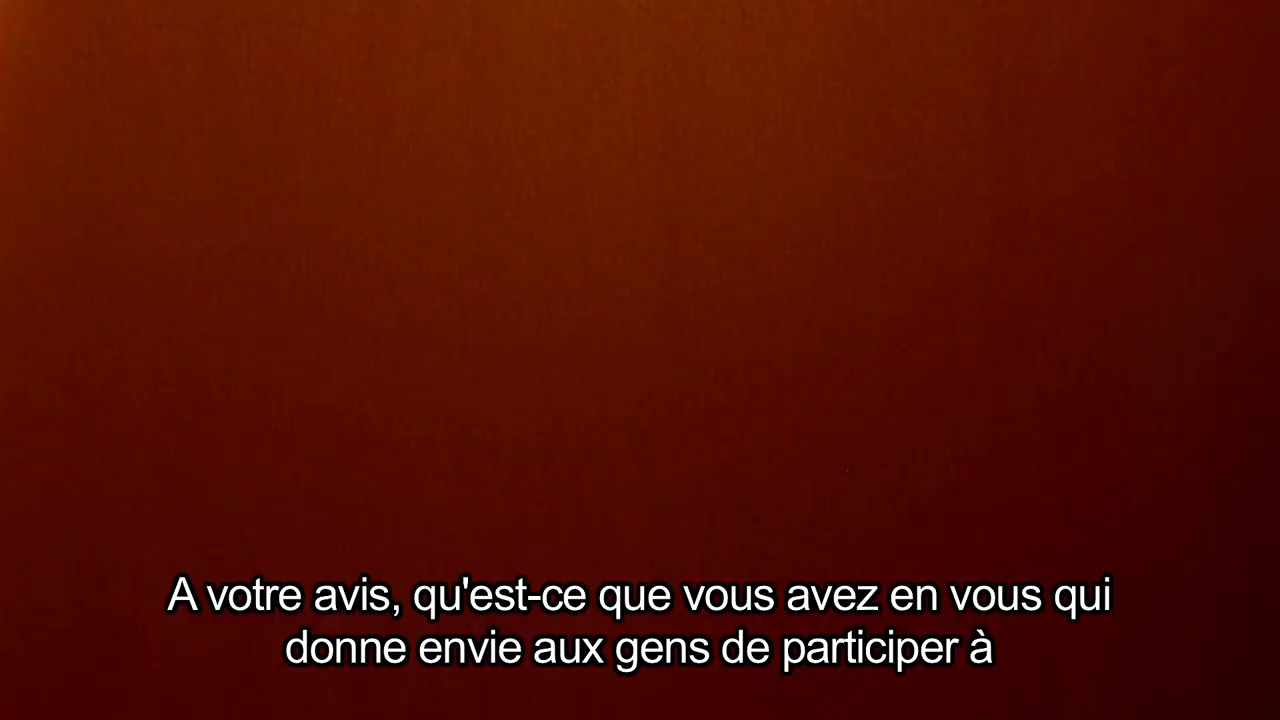 A votre avis, qu'est-ce que vous avez en vous qui
donne envie aux gens de participer à